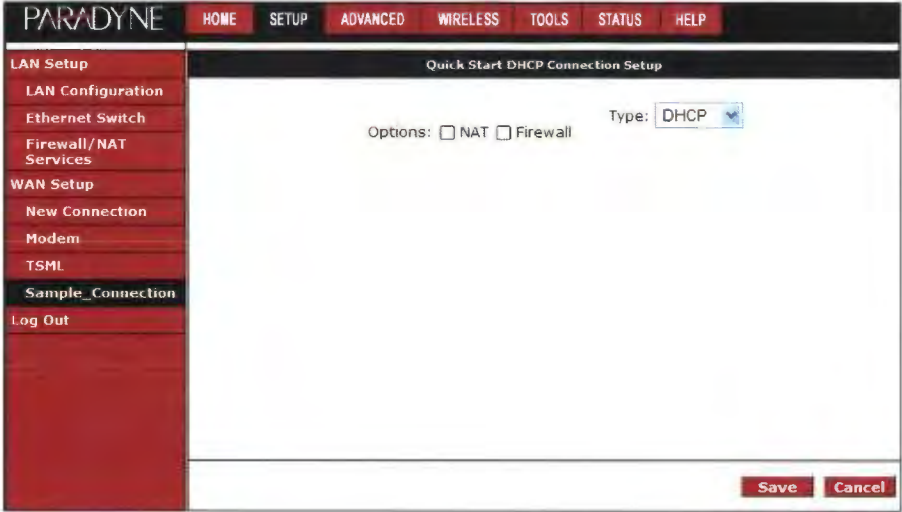 PARADYNE
HOME SETUP ADVANCED WIRELESS TOOLS STATUS HELP
LAN Setup
LAN Configuration
Ethernet Switch
Firewall/NAT
Services
WAN Setup
New Connection
Modem
TSML
Sample_Connection
Log Out
Quick Start DHCP Connection Setup
Type: DHCP
Options: NAT Firewall
Save Cancel